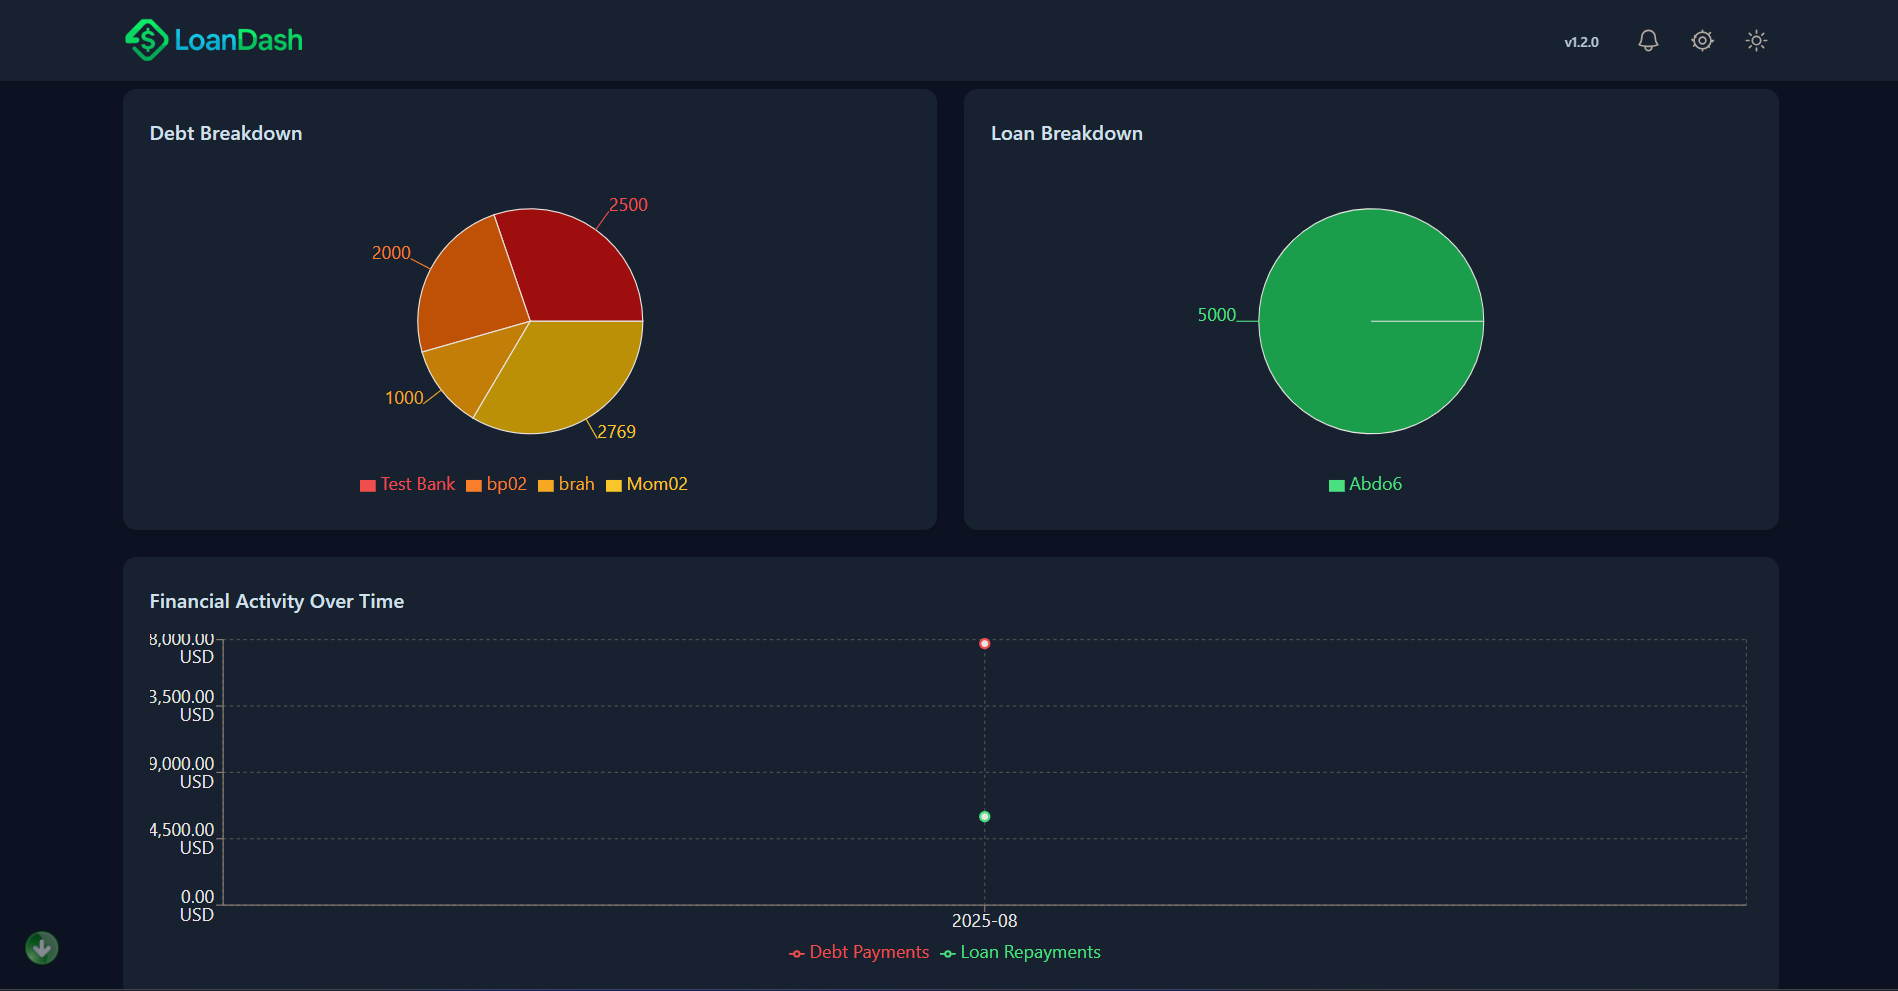 LoanDash
v1.2.0
Debt Breakdown
2500
2000
1000
2769
Test Bank bp02 brah Mom02
Loan Breakdown
5000
Abdo6
Financial Activity Over Time
8,000.00
USD
3,500.00
USD
9,000.00
USD
4,500.00
USD
0.00
USD
2025-08
Debt Payments Loan Repayments